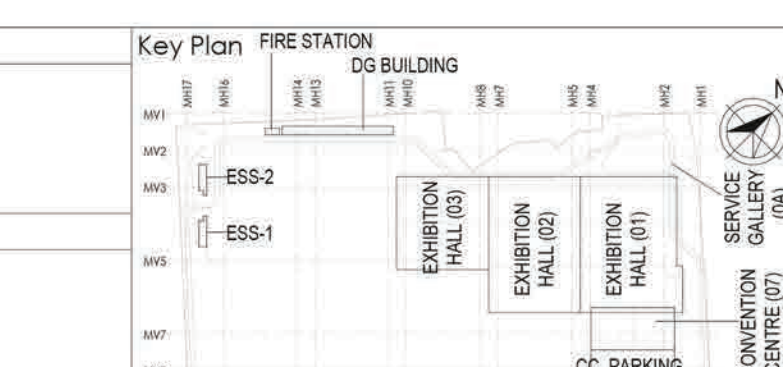 Key Plan
FIRE STATION
DG BUILDING
MH17
MH16
MH14
MH13
MH11
MH10
MH8
MH7
MH5
MH4
MH2
MH1
N
MV1
MV2
MV3
MV5
MV7
ESS-2
ESS-1
EXHIBITION
HALL (03)
EXHIBITION
HALL (02)
EXHIBITION
HALL (01)
SERVICE
GALLERY
(0A)
ONVENTION
CENTRE (07)
CC PARKING